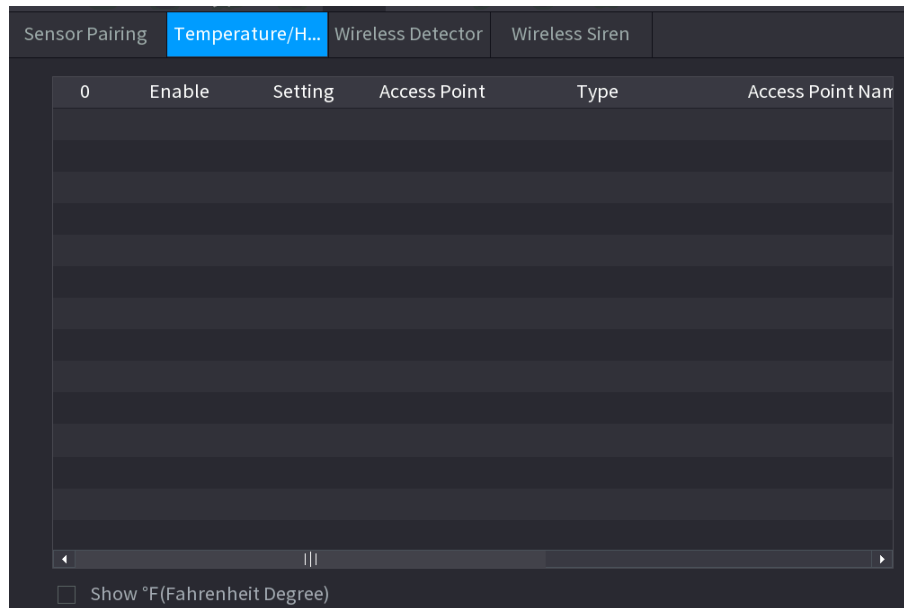 Sensor Pairing Temperature/H... Wireless Detector Wireless Siren
0 Enable Setting Access Point Type Access Point Nam
Show °F(Fahrenheit Degree)